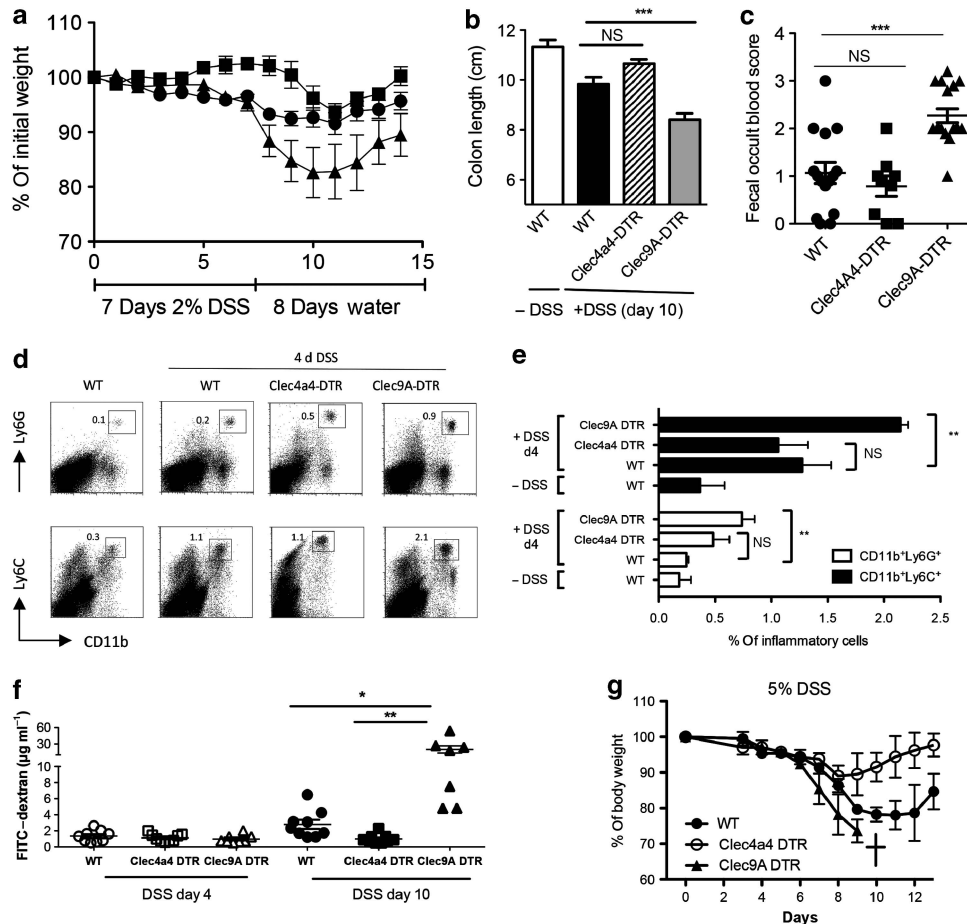 a
110
100
90
80
70
% Of initial weight
0
5
10
15
7 Days 2% DSS
8 Days water
b
***
NS
12
10
8
6
Colon length (cm)
WT
WT
Clec4a4-DTR
Clec9A-DTR
– DSS
+DSS (day 10)
c
***
NS
4
3
2
1
0
Fecal occult blood score
WT
Clec4A4-DTR
Clec9A-DTR
d
4 d DSS
WT
WT
Clec4a4-DTR
Clec9A-DTR
Ly6G
0.1
0.2
0.5
0.9
Ly6C
0.3
1.1
1.1
2.1
CD11b
e
+ DSS
d4
Clec9A DTR
Clec4a4 DTR
WT
– DSS
WT
+ DSS
d4
Clec9A DTR
Clec4a4 DTR
WT
– DSS
WT
NS
**
NS
**
CD11b+Ly6G+
CD11b+Ly6C+
0.0
0.5
1.0
1.5
2.0
2.5
% Of inflammatory cells
f
*
**
60
30
10
8
6
4
2
0
FITC–dextran (µg ml⁻¹)
WT
Clec4a4 DTR
Clec9A DTR
WT
Clec4a4 DTR
Clec9A DTR
DSS day 4
DSS day 10
g
5% DSS
110
100
90
80
70
60
% Of body weight
WT
Clec4a4 DTR
Clec9A DTR
0
2
4
6
8
10
12
Days